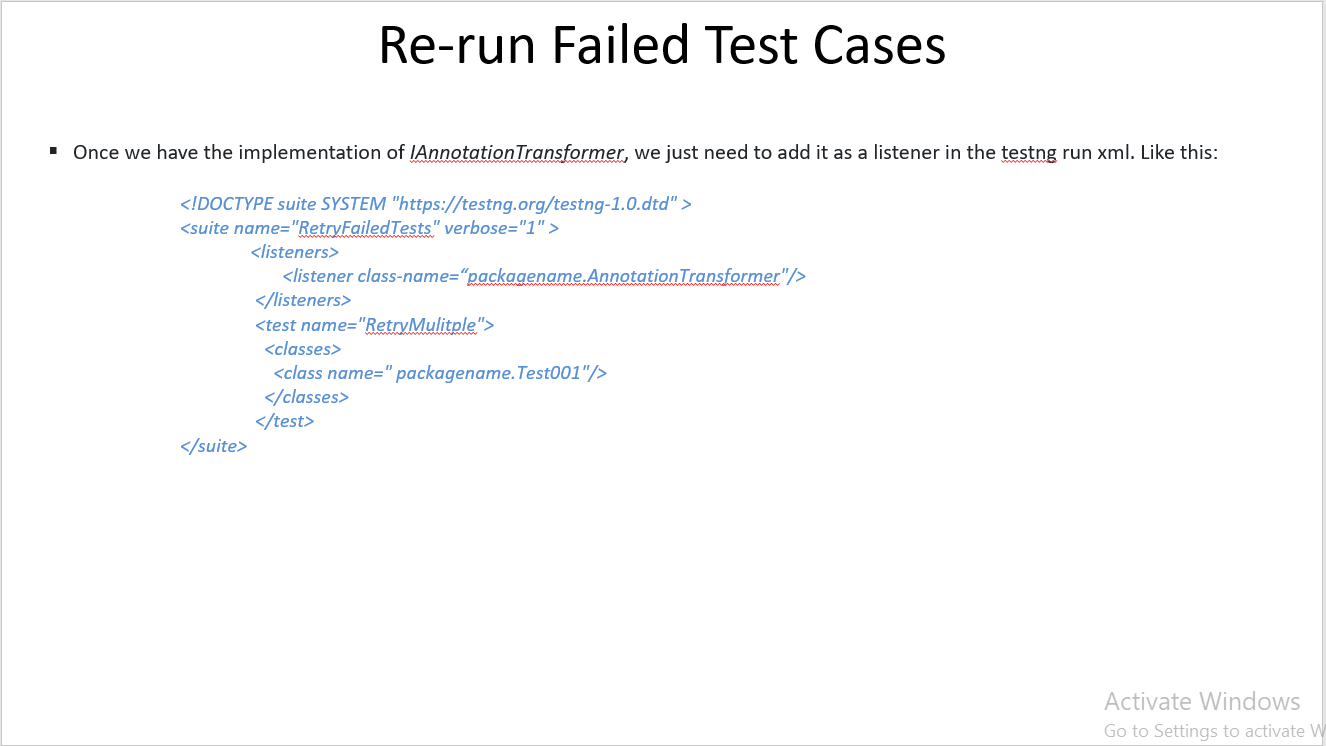 Re-run Failed Test Cases
▪ Once we have the implementation of IAnnotationTransformer, we just need to add it as a listener in the testng run xml. Like this:
<!DOCTYPE suite SYSTEM "https://testng.org/testng-1.0.dtd" >
<suite name="RetryFailedTests" verbose="1" >
<listeners>
<listener class-name=“packagename.AnnotationTransformer"/>
</listeners>
<test name="RetryMulitple">
<classes>
<class name=" packagename.Test001"/>
</classes>
</test>
</suite>
Activate Windows
Go to Settings to activate W